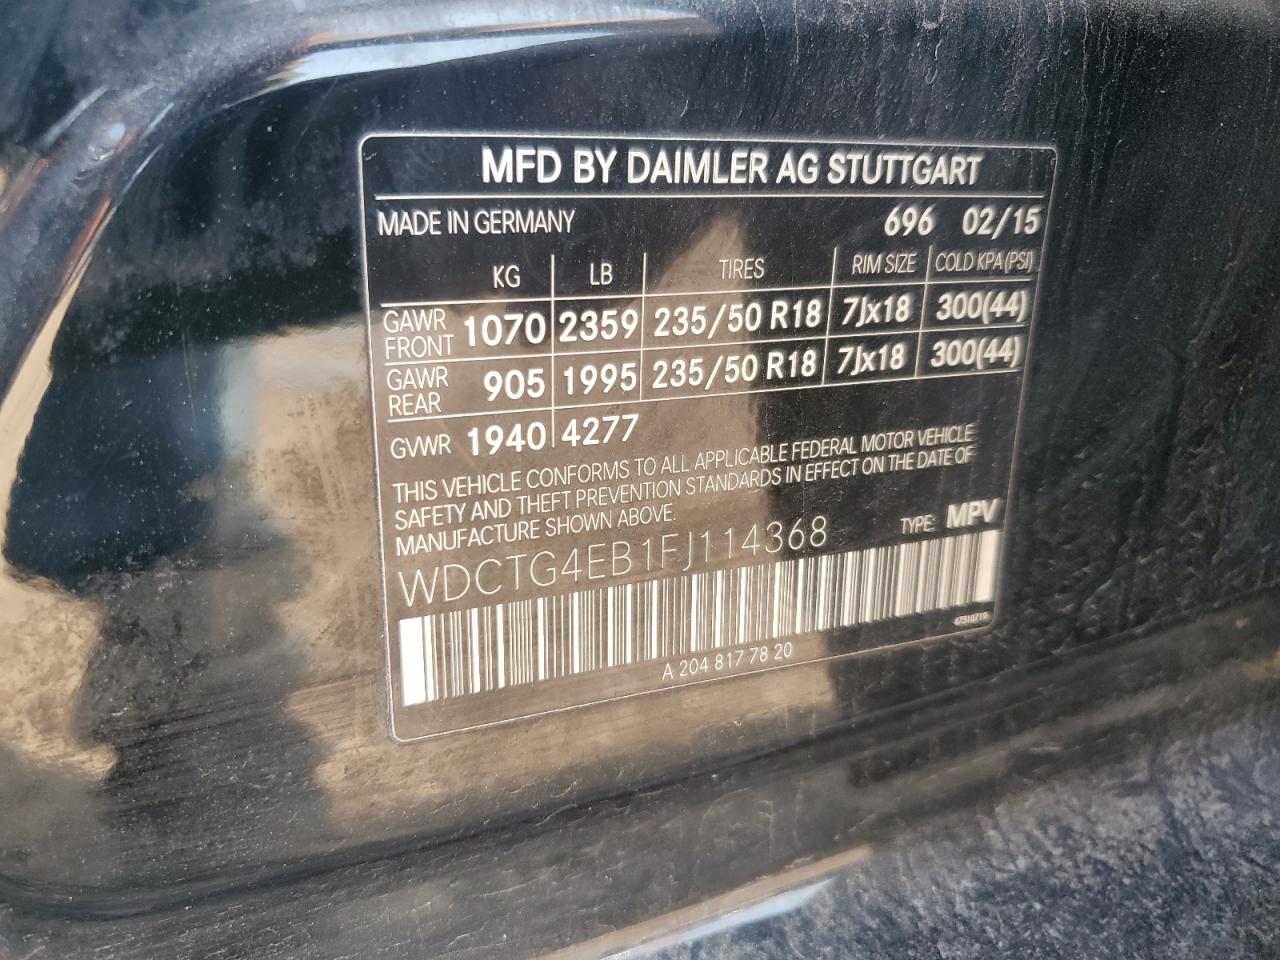 MFD BY DAIMLER AG STUTTGART
MADE IN GERMANY 696 02/15
KG LB TIRES RIM SIZE COLD KPA (PSI)
GAWR FRONT 1070 2359 235/50 R18 7Jx18 300(44)
GAWR REAR 905 1995 235/50 R18 7Jx18 300(44)
GVWR 1940 4277
THIS VEHICLE CONFORMS TO ALL APPLICABLE FEDERAL MOTOR VEHICLE
SAFETY AND THEFT PREVENTION STANDARDS IN EFFECT ON THE DATE OF
MANUFACTURE SHOWN ABOVE.
WDCTG4EB1FJ114368 TYPE: MPV
47310719
A 204 817 78 20